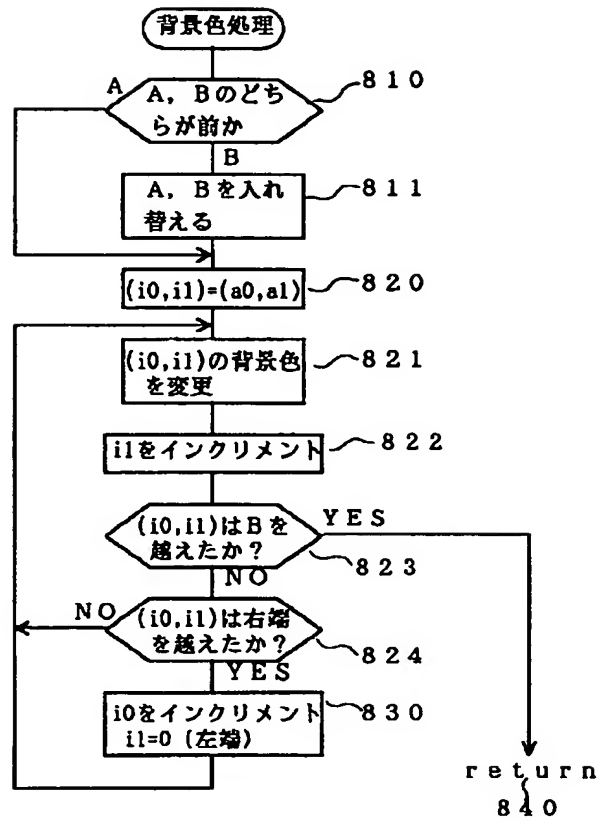 背景色処理
A
A，Bのどち
らが前か
810
B
A，Bを入れ
替える
811
(i0,i1)=(a0,a1)
820
(i0,i1)の背景色
を変更
821
i1をインクリメント
822
(i0,i1)はBを
越えたか？
YES
823
NO
NO
(i0,i1)は右端
を越えたか？
824
YES
i0をインクリメント
i1=0 (左端)
830
return
840